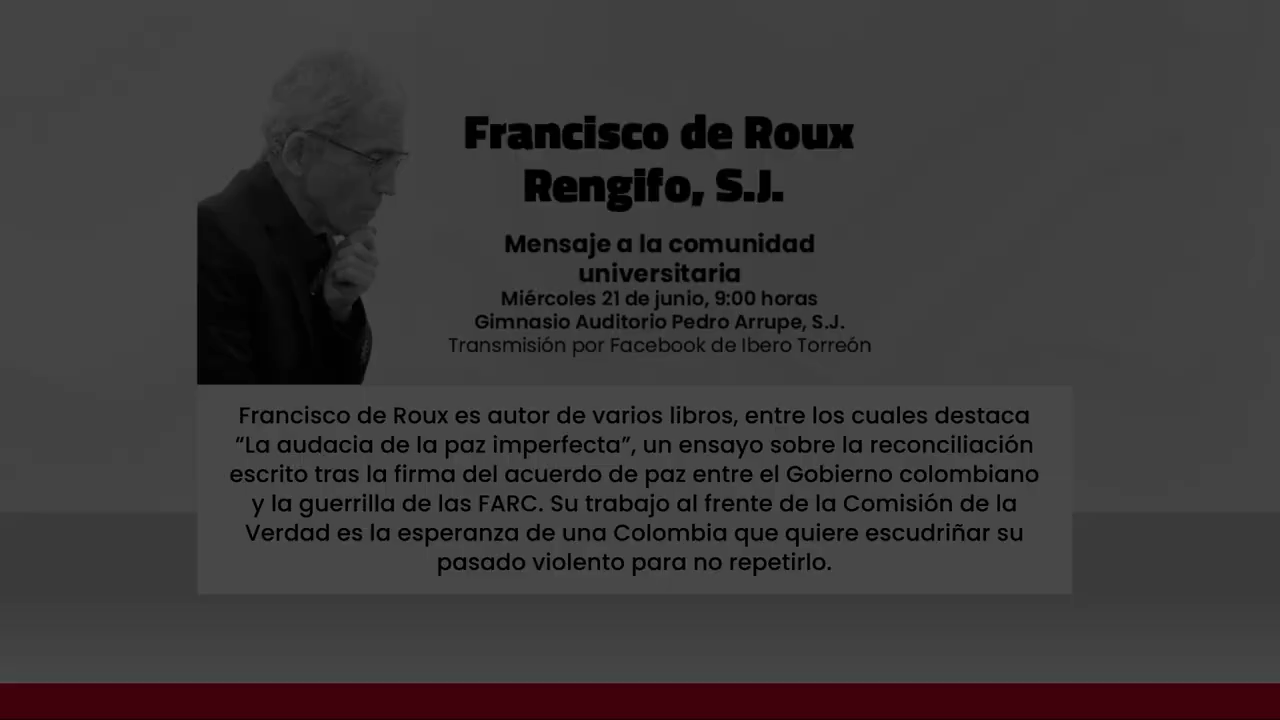 Francisco de Roux
Rengifo, S.J.
Mensaje a la comunidad
universitaria
Miércoles 21 de junio, 9:00 horas
Gimnasio Auditorio Pedro Arrupe, S.J.
Transmisión por Facebook de Ibero Torreón
Francisco de Roux es autor de varios libros, entre los cuales destaca
“La audacia de la paz imperfecta”, un ensayo sobre la reconciliación
escrito tras la firma del acuerdo de paz entre el Gobierno colombiano
y la guerrilla de las FARC. Su trabajo al frente de la Comisión de la
Verdad es la esperanza de una Colombia que quiere escudriñar su
pasado violento para no repetirlo.